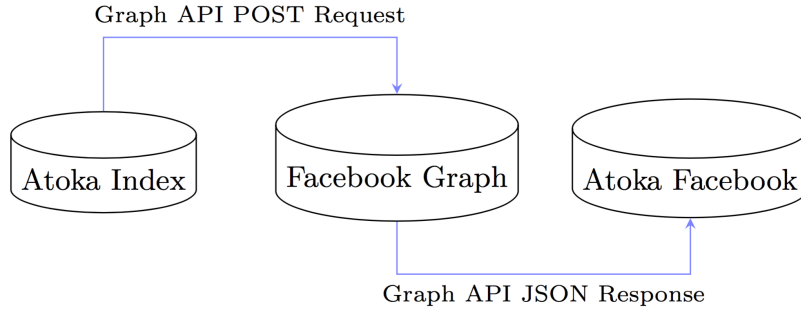 Graph API POST Request
Atoka Index
Facebook Graph
Atoka Facebook
Graph API JSON Response